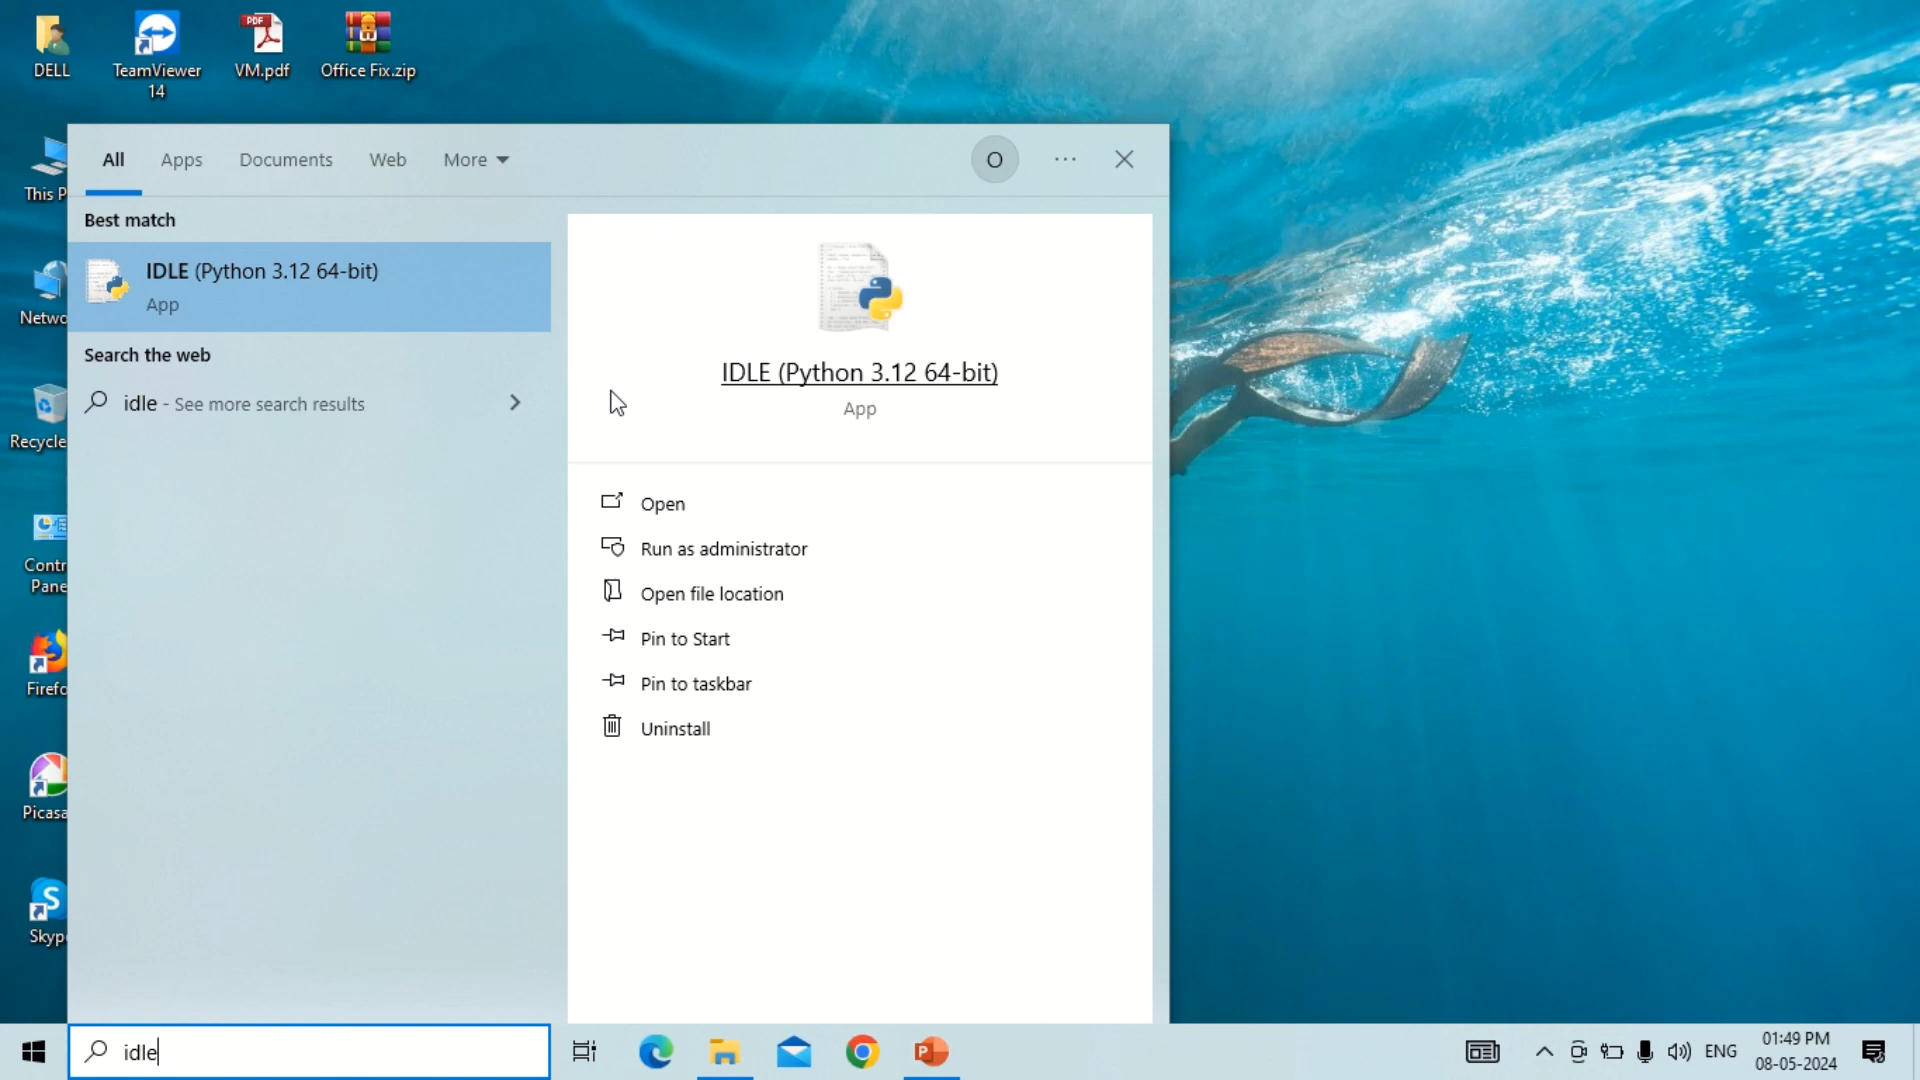 DELL
TeamViewer
14
VM.pdf
Office Fix.zip
This P
Netwo
Recycle
Contr
Pane
Firefo
Picasa
Skyp
All
Apps
Documents
Web
More
O
Best match
IDLE (Python 3.12 64-bit)
App
Search the web
idle - See more search results
IDLE (Python 3.12 64-bit)
App
Open
Run as administrator
Open file location
Pin to Start
Pin to taskbar
Uninstall
idle
ENG
01:49 PM
08-05-2024